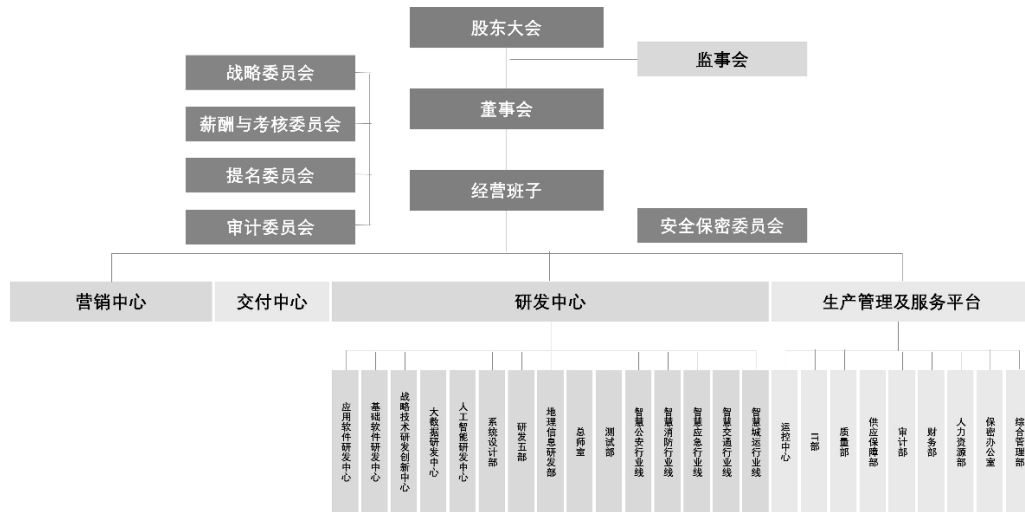 股东大会
监事会
战略委员会
薪酬与考核委员会
提名委员会
审计委员会
董事会
经营班子
安全保密委员会
营销中心
交付中心
研发中心
生产管理及服务平台
应用软件研发中心
基础软件研发中心
战略技术研发创新中心
大数据研发中心
人工智能研发中心
系统设计部
研发五部
地理信息研发部
总师室
测试部
智慧公安行业线
智慧消防行业线
智慧应急行业线
智慧交通行业线
智慧城运行业线
运控中心
IT部
质量部
供应保障部
审计部
财务部
人力资源部
保密办公室
综合管理部